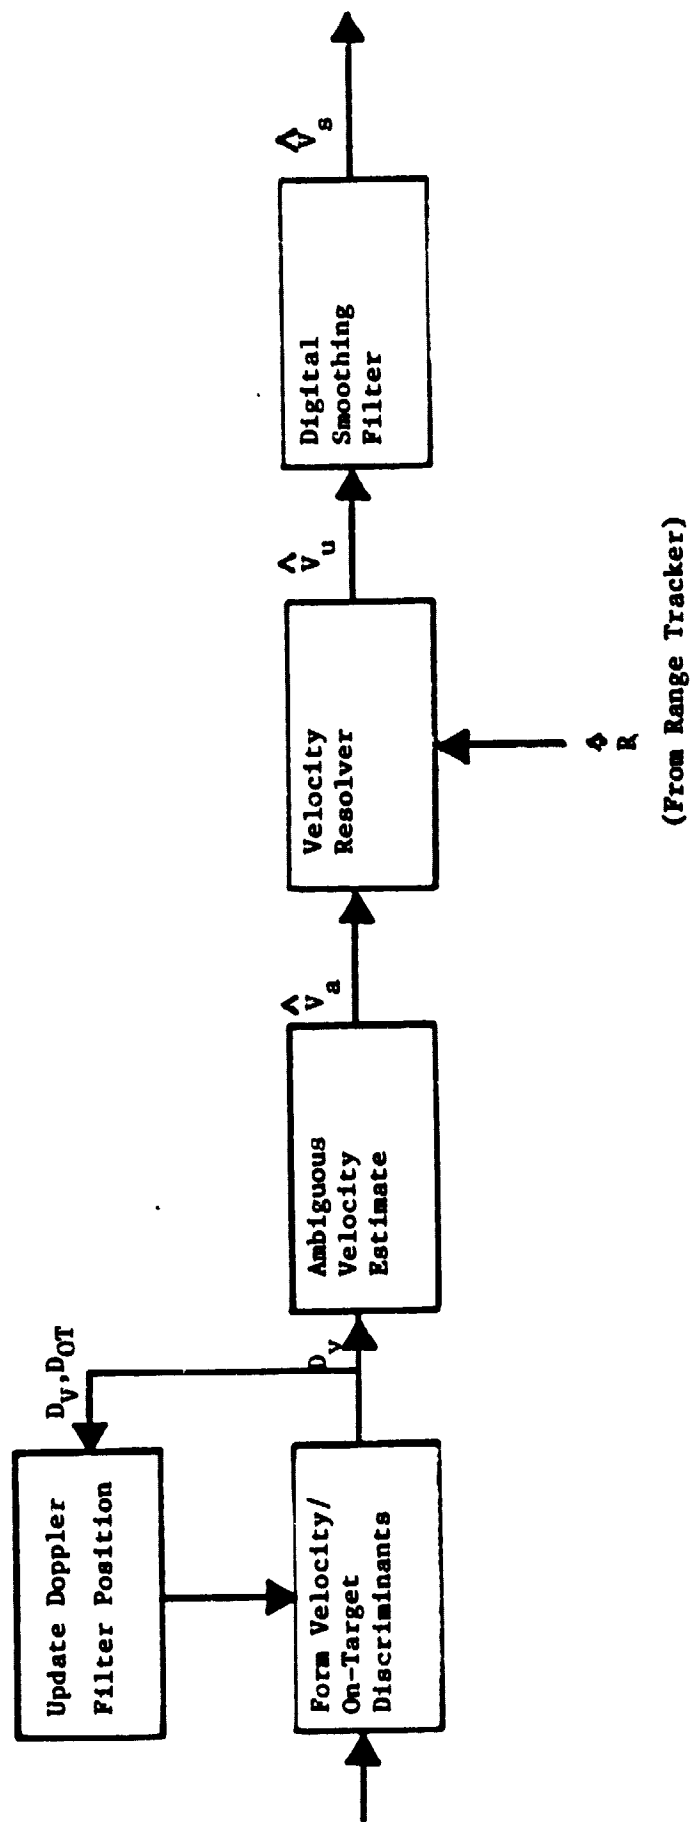 Update Doppler
Filter Position
D_V, D_OT
Form Velocity/
On-Target
Discriminants
D_v
Ambiguous
Velocity
Estimate
V̂_a
Velocity
Resolver
R̂
(From Range Tracker)
V̂_u
Digital
Smoothing
Filter
V̂_s